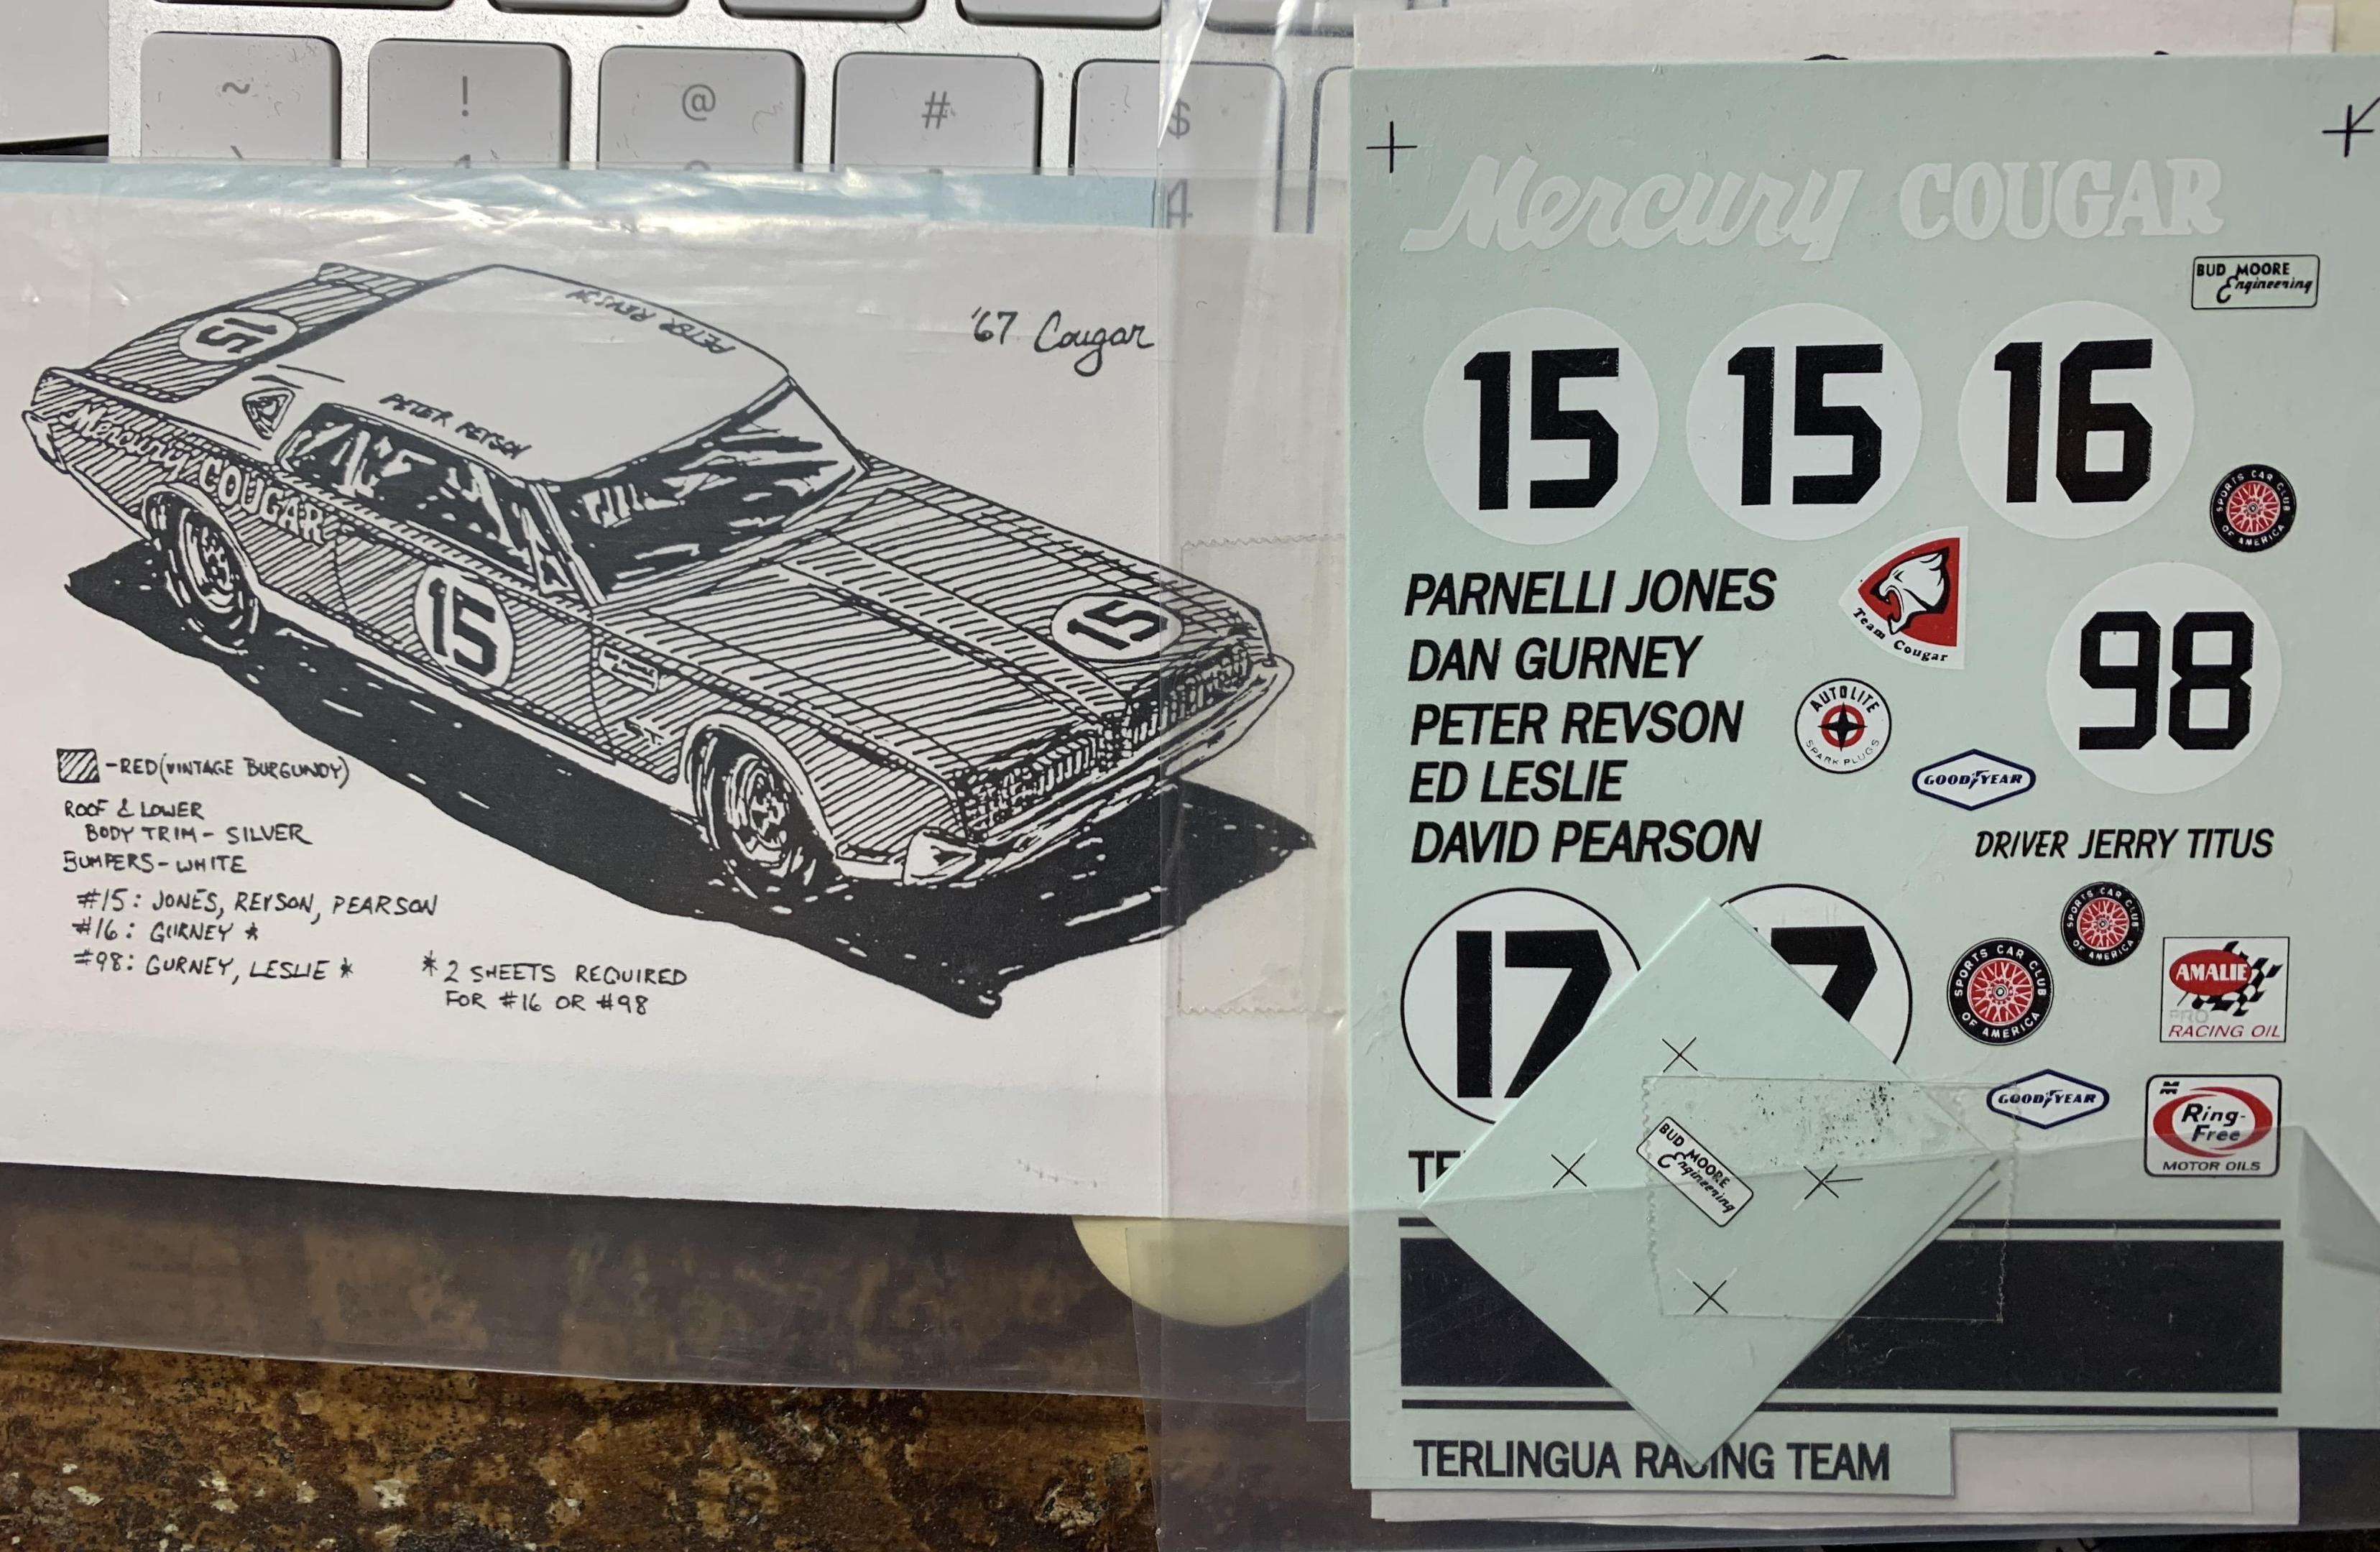 ~
!
@
#
$
4
'67 Cougar
15
PETER REVSON
PETER REVSON
Mercury COUGAR
15
15
-RED (VINTAGE BURGUNDY)
ROOF & LOWER
BODY TRIM - SILVER
BUMPERS - WHITE
#15: JONES, REVSON, PEARSON
#16: GURNEY *
#98: GURNEY, LESLIE *
* 2 SHEETS REQUIRED
FOR #16 OR #98
Mercury COUGAR
BUD MOORE
Engineering
15 15 16
SPORTS CAR CLUB
OF AMERICA
PARNELLI JONES
DAN GURNEY
PETER REVSON
ED LESLIE
DAVID PEARSON
Team Cougar
98
AUTOLITE
SPARK PLUGS
GOODYEAR
DRIVER JERRY TITUS
17 7
SPORTS CAR CLUB
OF AMERICA
SPORTS CAR CLUB
OF AMERICA
AMALIE
PRO
RACING OIL
GOODYEAR
Ring-
Free
MOTOR OILS
BUD MOORE
Engineering
TERLINGUA RACING TEAM